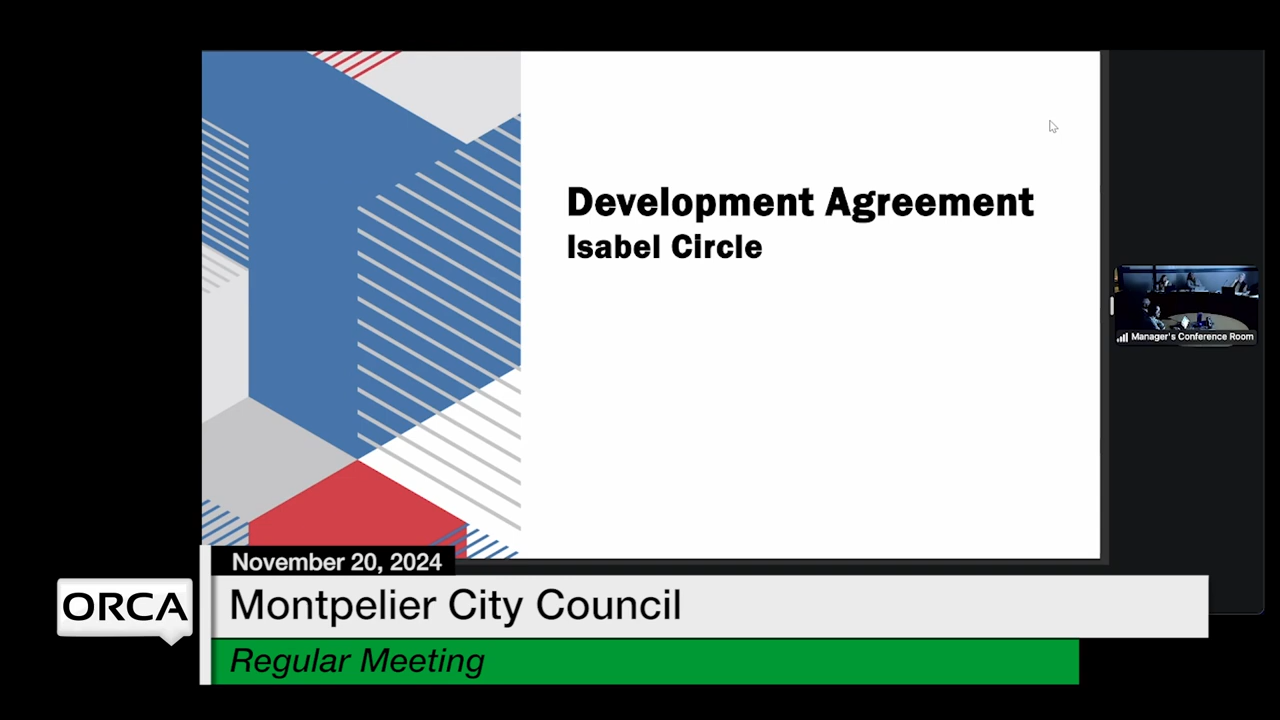 Development Agreement
Isabel Circle
Manager's Conference Room
November 20, 2024
ORCA
Montpelier City Council
Regular Meeting